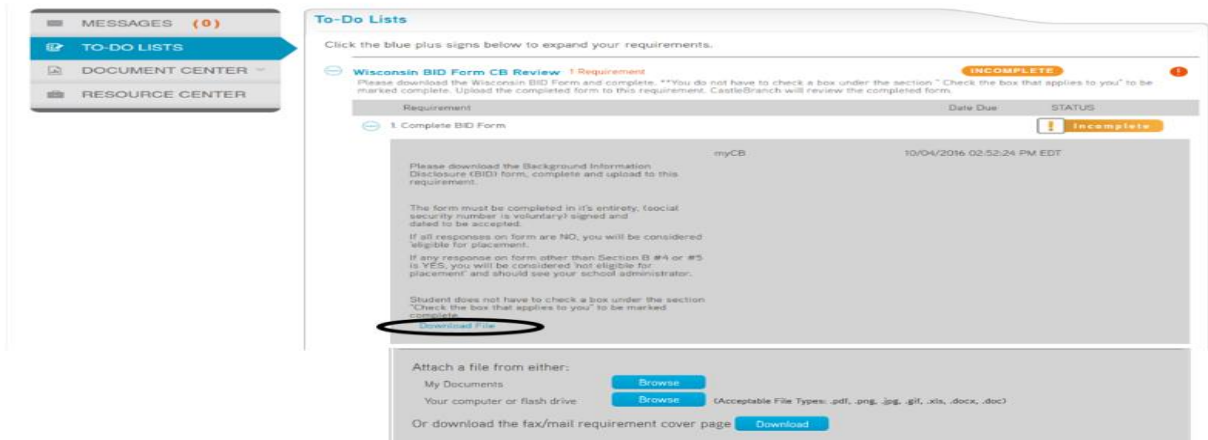 MESSAGES (0)
TO-DO LISTS
DOCUMENT CENTER
RESOURCE CENTER
To-Do Lists
Click the blue plus signs below to expand your requirements.
Wisconsin BID Form CB Review 1 Requirement INCOMPLETE
Please download the Wisconsin BID Form and complete. **You do not have to check a box under the section " Check the box that applies to you" to be
marked complete. Upload the completed form to this requirement. CastleBranch will review the completed form.
Requirement Date Due STATUS
1. Complete BID Form Incomplete
myCB 10/04/2016 02:52:24 PM EDT
Please download the Background Information
Disclosure (BID) form, complete and upload to this
requirement.
The form must be completed in it's entirety, (social
security number is voluntary) signed and
dated to be accepted.
If all responses on form are NO, you will be considered
'eligible for placement.
If any response on form other than Section B #4 or #5
is YES, you will be considered 'not eligible for
placement' and should see your school administrator.
Student does not have to check a box under the section
"Check the box that applies to you" to be marked
complete.
Download File
Attach a file from either:
My Documents Browse
Your computer or flash drive Browse (Acceptable File Types: .pdf, .png, .jpg, .gif, .xls, .docx, .doc)
Or download the fax/mail requirement cover page Download